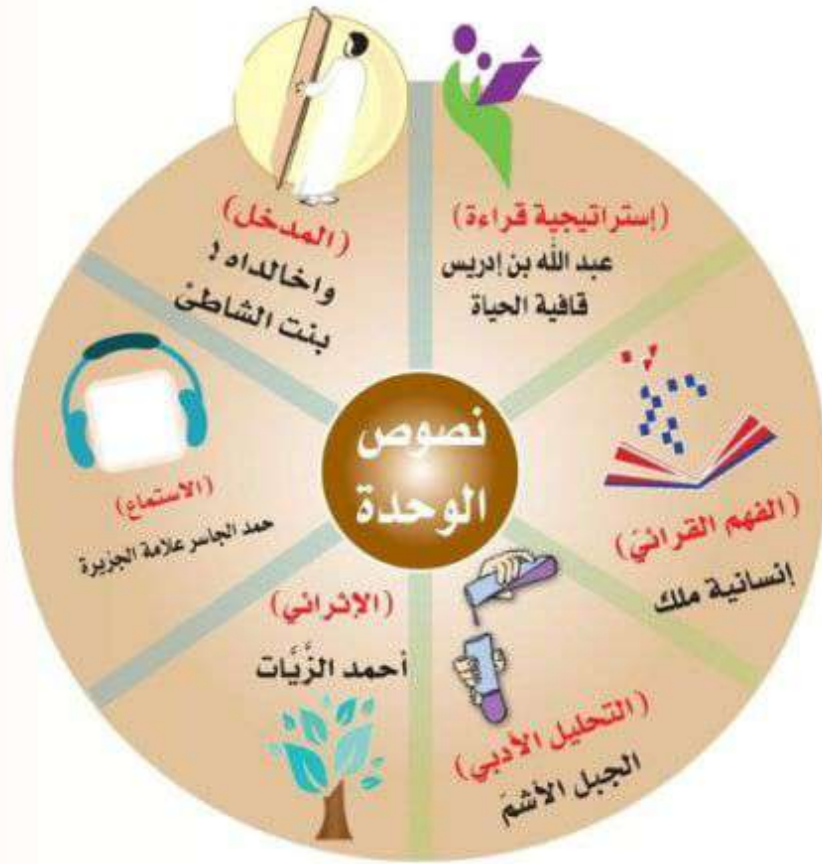 نصوص
الوحدة
(المدخل)
واخالداه !
بنت الشاطئ
(إستراتيجية قراءة)
عبد الله بن إدريس
قافية الحياة
(الفهم القرائيّ)
إنسانية ملك
(التحليل الأدبي)
الجبل الأشمّ
(الإثرائي)
أحمد الزَّيَّات
(الاستماع)
حمد الجاسر علامة الجزيرة